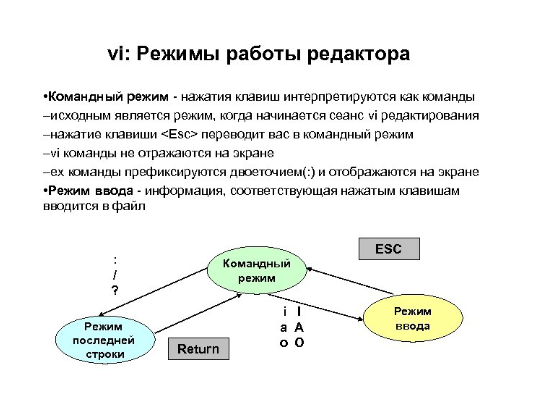 vi: Режимы работы редактора
•Командный режим - нажатия клавиш интерпретируются как команды
–исходным является режим, когда начинается сеанс vi редактирования
–нажатие клавиши <Esc> переводит вас в командный режим
–vi команды не отражаются на экране
–ex команды префиксируются двоеточием(:) и отображаются на экране
•Режим ввода - информация, соответствующая нажатым клавишам
вводится в файл
ESC
:
/
?
Командный
режим
i I
a A
o O
Режим
ввода
Режим
последней
строки
Return